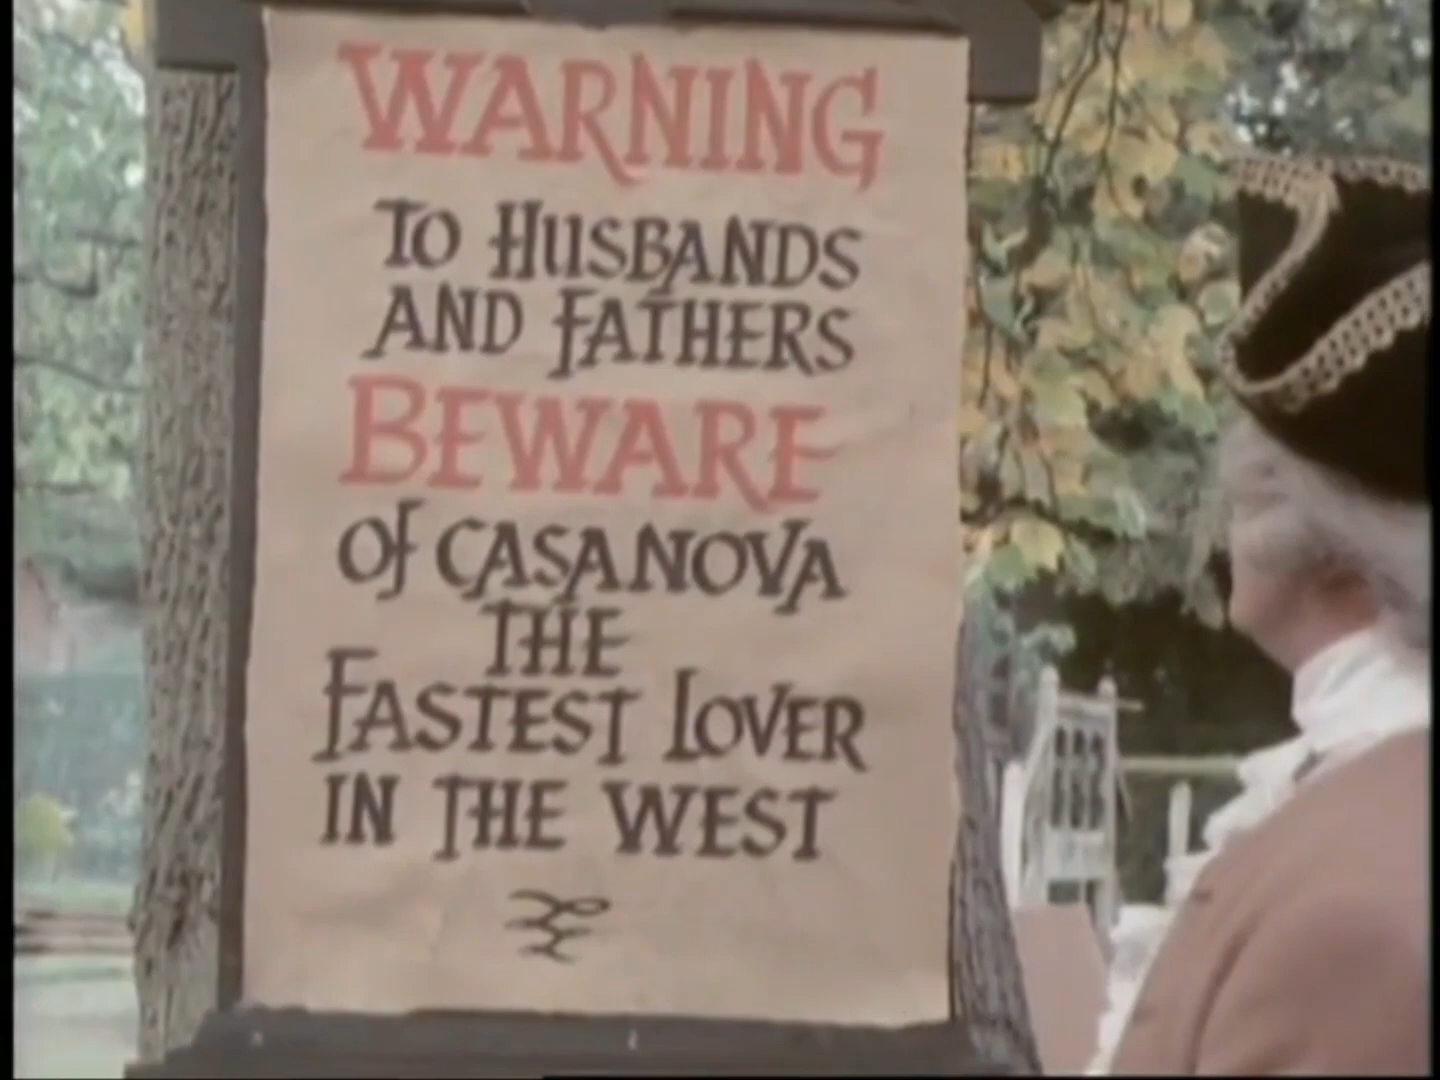 WARNING
TO HUSBANDS
AND FATHERS
BEWARE
Of CASANOVA
THE
FASTEST LOVER
IN THE WEST